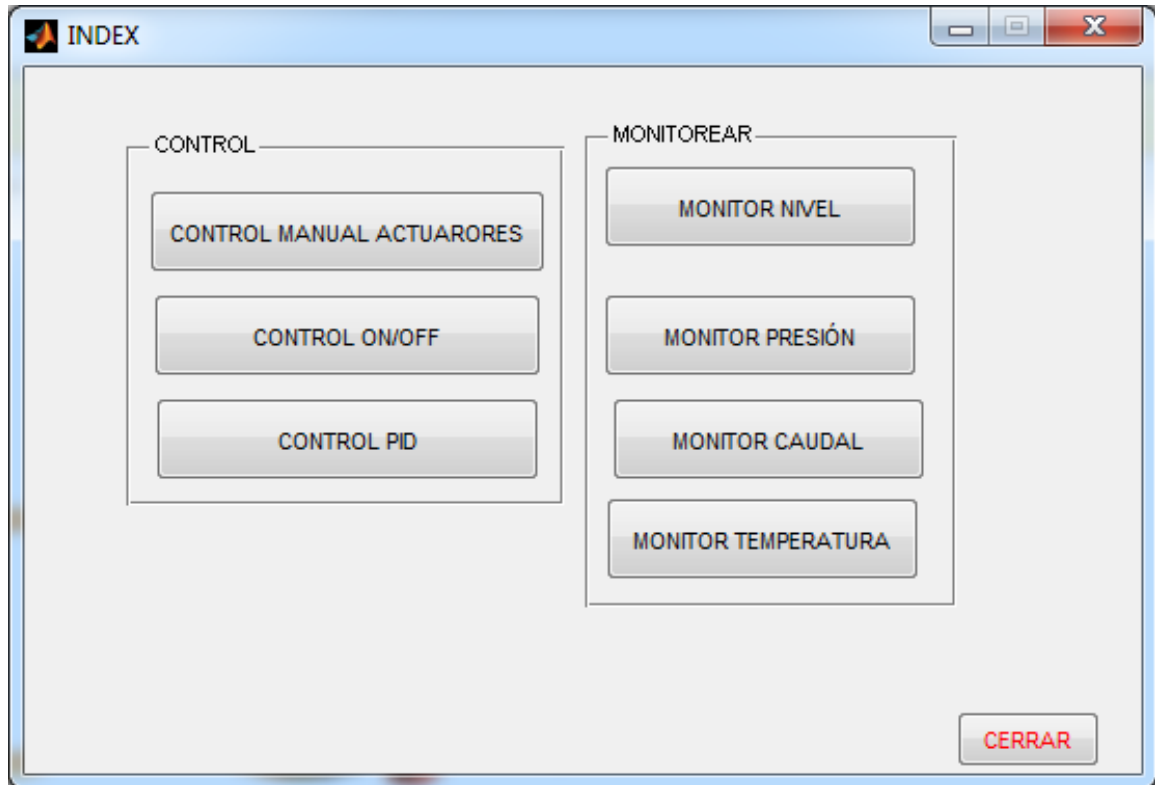 INDEX
CONTROL
CONTROL MANUAL ACTUARORES
CONTROL ON/OFF
CONTROL PID
MONITOREAR
MONITOR NIVEL
MONITOR PRESIÓN
MONITOR CAUDAL
MONITOR TEMPERATURA
CERRAR